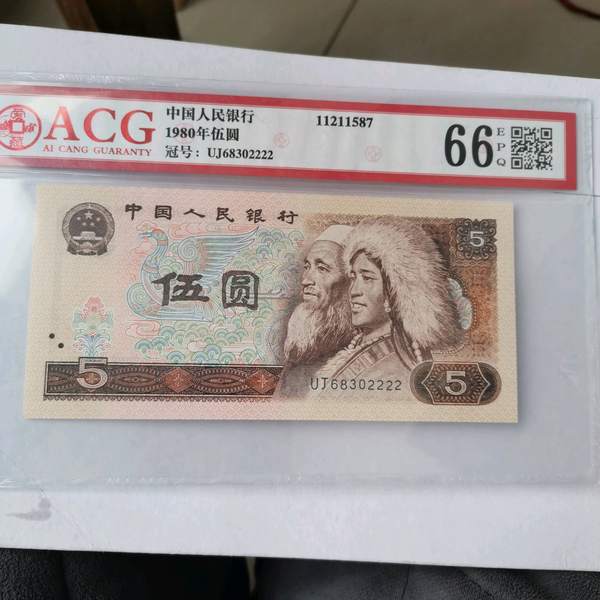 ACG
AI CANG GUARANTY
中国人民银行
1980年伍圆
冠号: UJ68302222
11211587
66
EPQ
中国人民银行
伍圆
5
5
5
UJ68302222